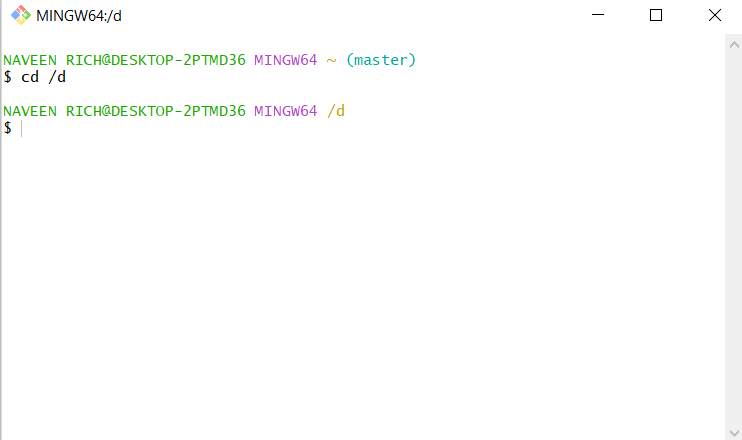 MINGW64:/d
NAVEEN RICH@DESKTOP-2PTMD36 MINGW64 ~ (master)
$ cd /d
NAVEEN RICH@DESKTOP-2PTMD36 MINGW64 /d
$